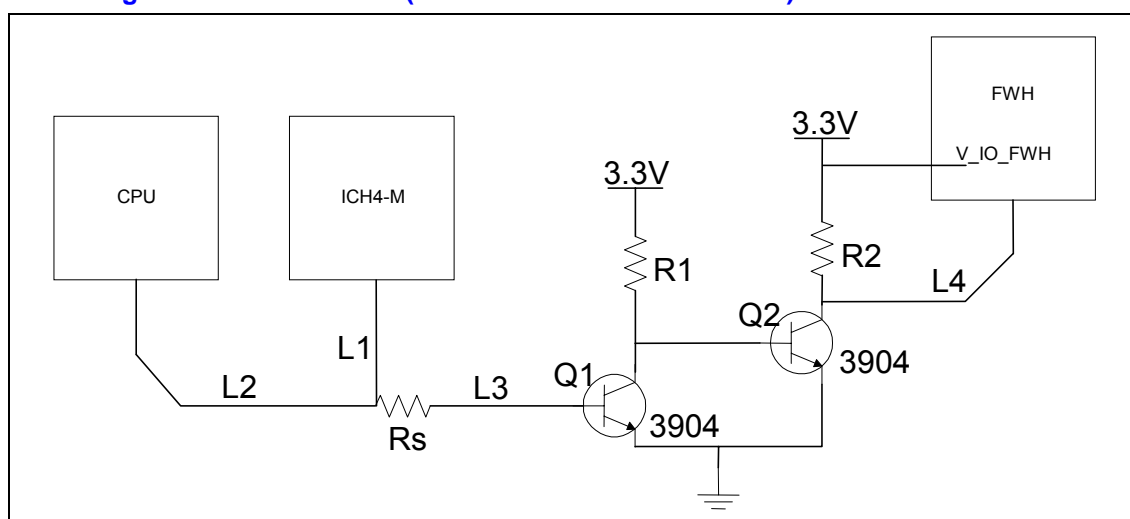 FWH
3.3V
V_IO_FWH
3.3V
CPU
ICH4-M
R1
R2
L4
Q2
L1
3904
Q1
L2
L3
Rs
3904